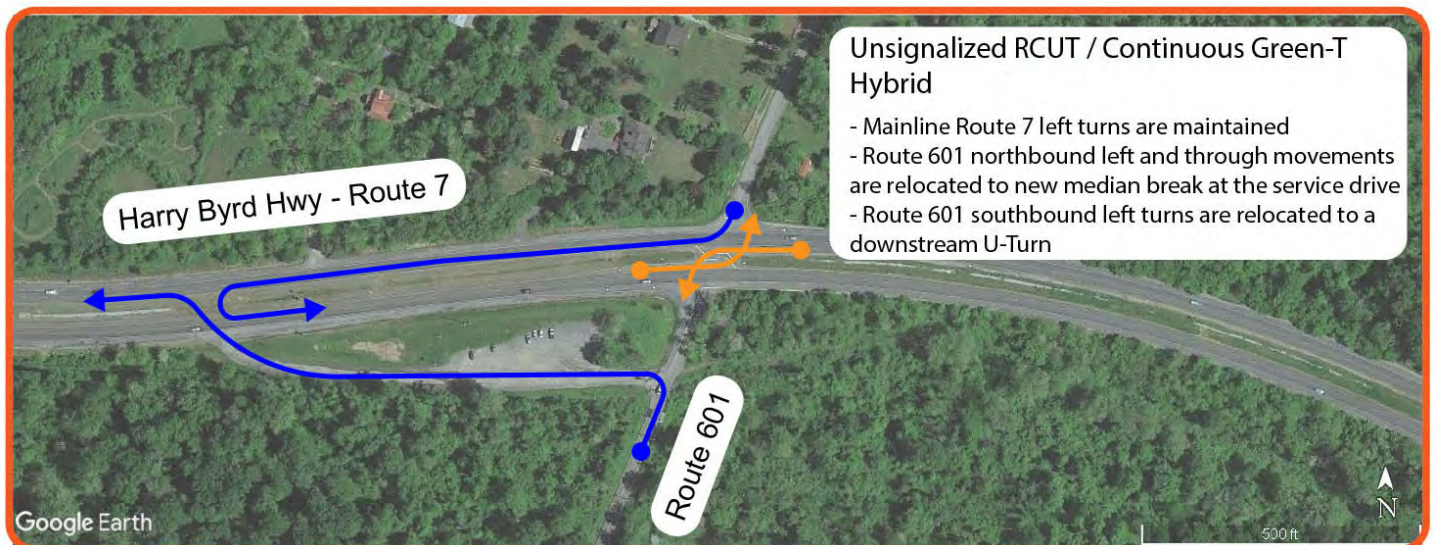 Unsignalized RCUT / Continuous Green-T
Hybrid
- Mainline Route 7 left turns are maintained
- Route 601 northbound left and through movements
are relocated to new median break at the service drive
- Route 601 southbound left turns are relocated to a
downstream U-Turn
Harry Byrd Hwy - Route 7
Route 601
N
Google Earth
500 ft